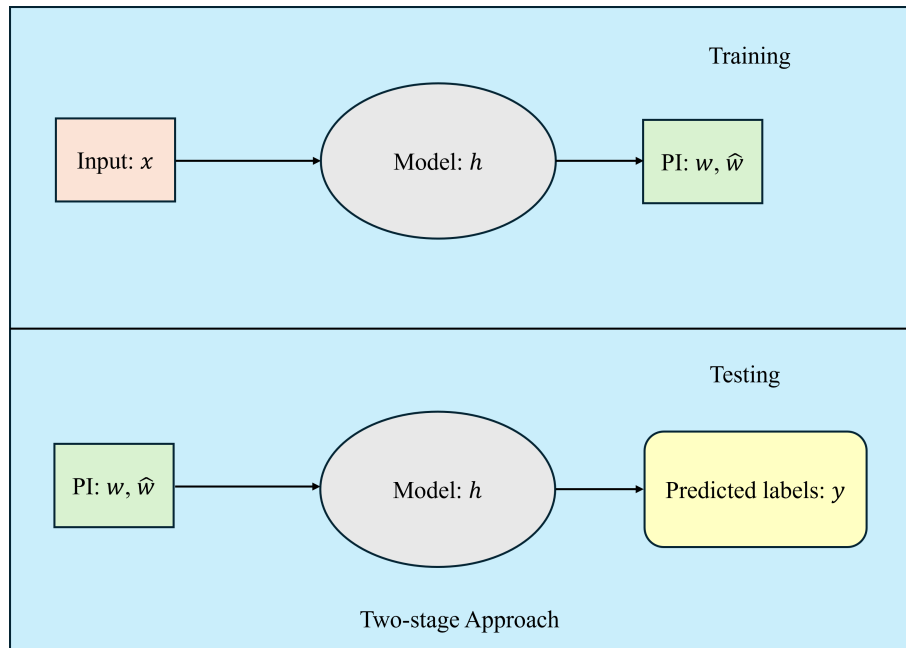 Training
Input: x
Model: h
PI: w, ŵ
Testing
PI: w, ŵ
Model: h
Predicted labels: y
Two-stage Approach